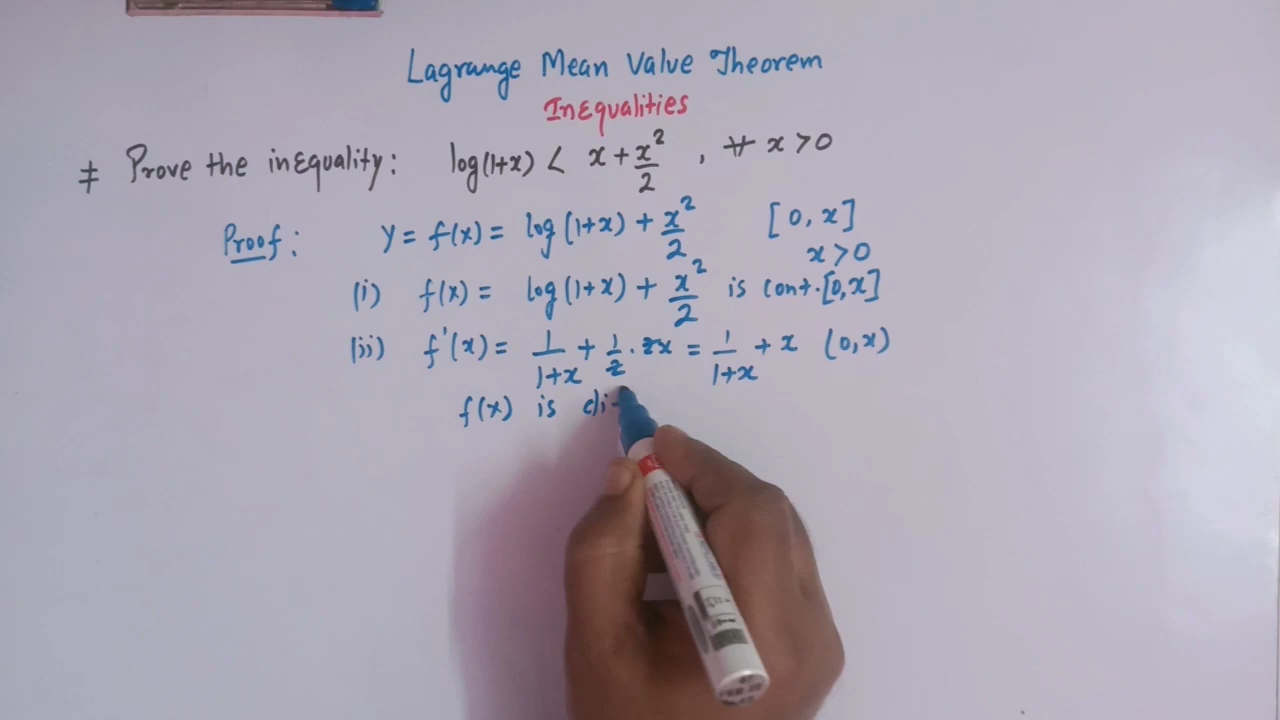 Lagrange Mean Value Theorem
Inequalities
‡ Prove the inequality: log(1+x) < x + x²/2 , ∀ x > 0
Proof: y = f(x) = log(1+x) + x²/2 [0, x]
x > 0
(i) f(x) = log(1+x) + x²/2 is cont. [0, x]
(ii) f'(x) = 1/1+x + 1/2 . 2x = 1/1+x + x (0, x)
f(x) is di